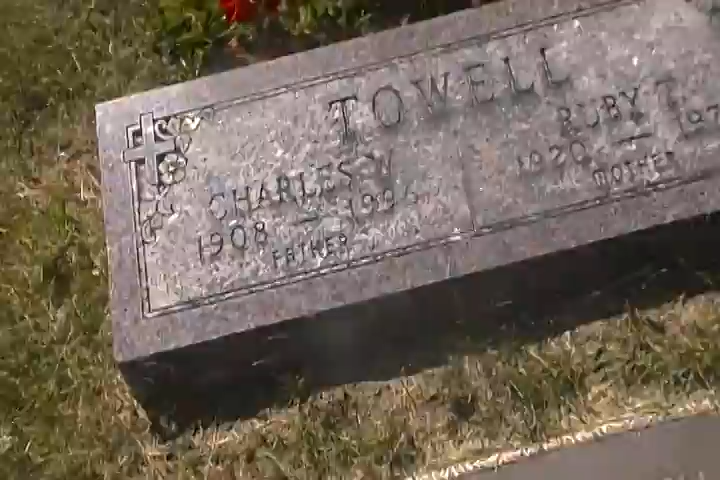 TOWELL
CHARLES W
1908 –
FATHER
RUBY T
1920 –
MOTHER